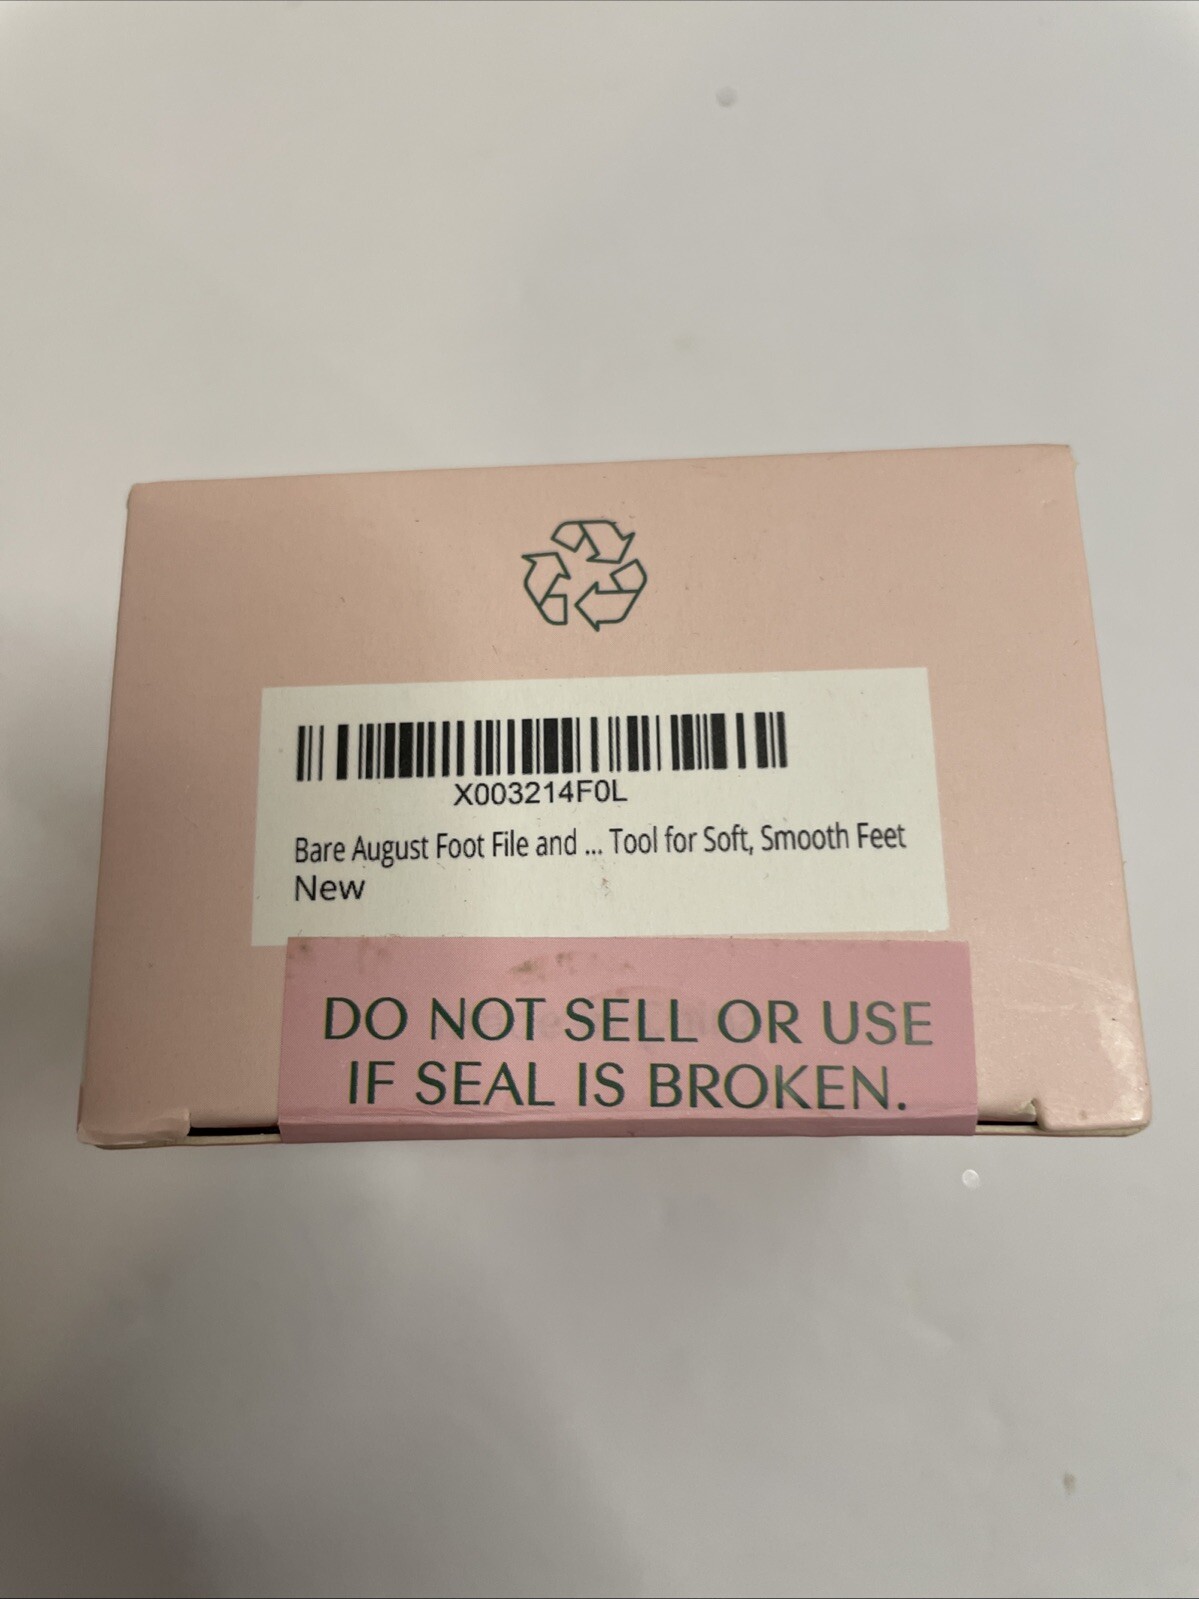 X003214F0L
Bare August Foot File and ... Tool for Soft, Smooth Feet
New
DO NOT SELL OR USE
IF SEAL IS BROKEN.